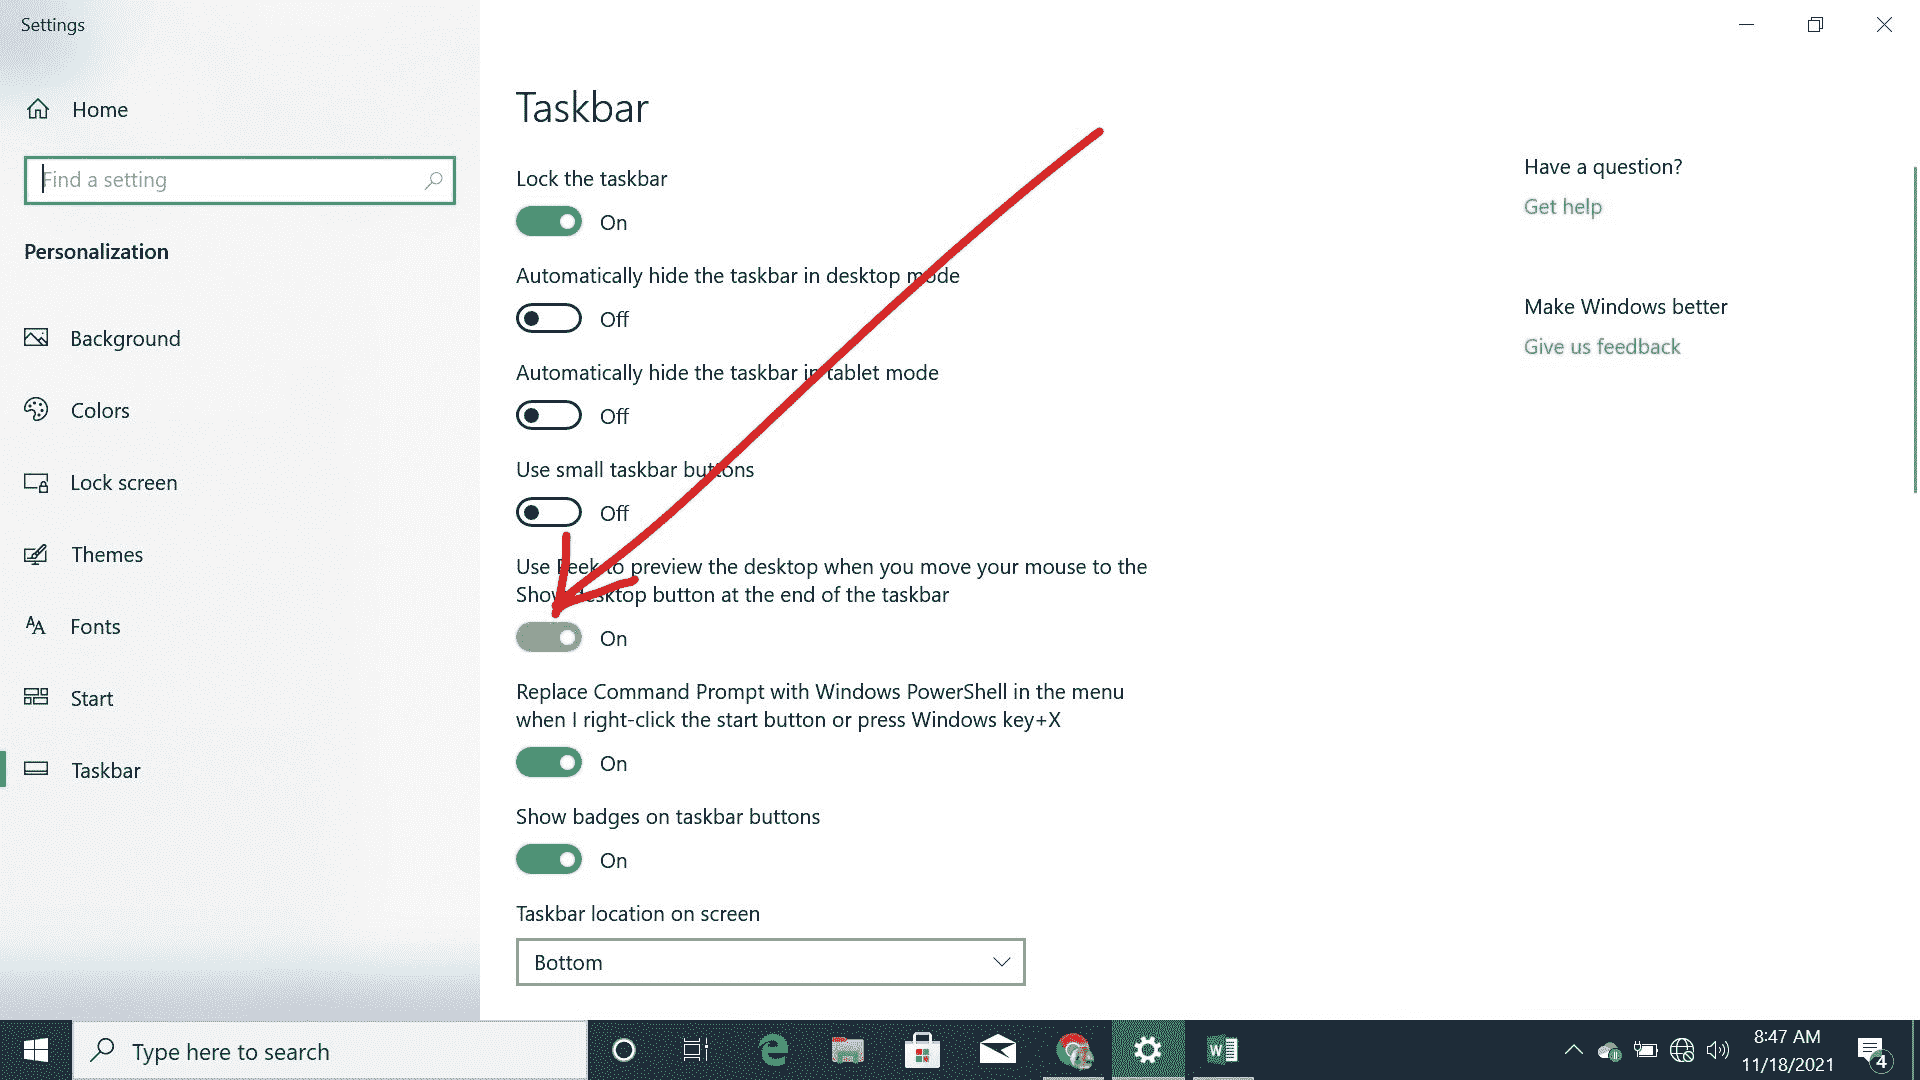 Settings
Home
Find a setting
Personalization
Background
Colors
Lock screen
Themes
Fonts
Start
Taskbar
Taskbar
Lock the taskbar
On
Automatically hide the taskbar in desktop mode
Off
Automatically hide the taskbar in tablet mode
Off
Use small taskbar buttons
Off
Use Peek to preview the desktop when you move your mouse to the
Show desktop button at the end of the taskbar
On
Replace Command Prompt with Windows PowerShell in the menu
when I right-click the start button or press Windows key+X
On
Show badges on taskbar buttons
On
Taskbar location on screen
Bottom
Have a question?
Get help
Make Windows better
Give us feedback
Type here to search
8:47 AM
11/18/2021
4